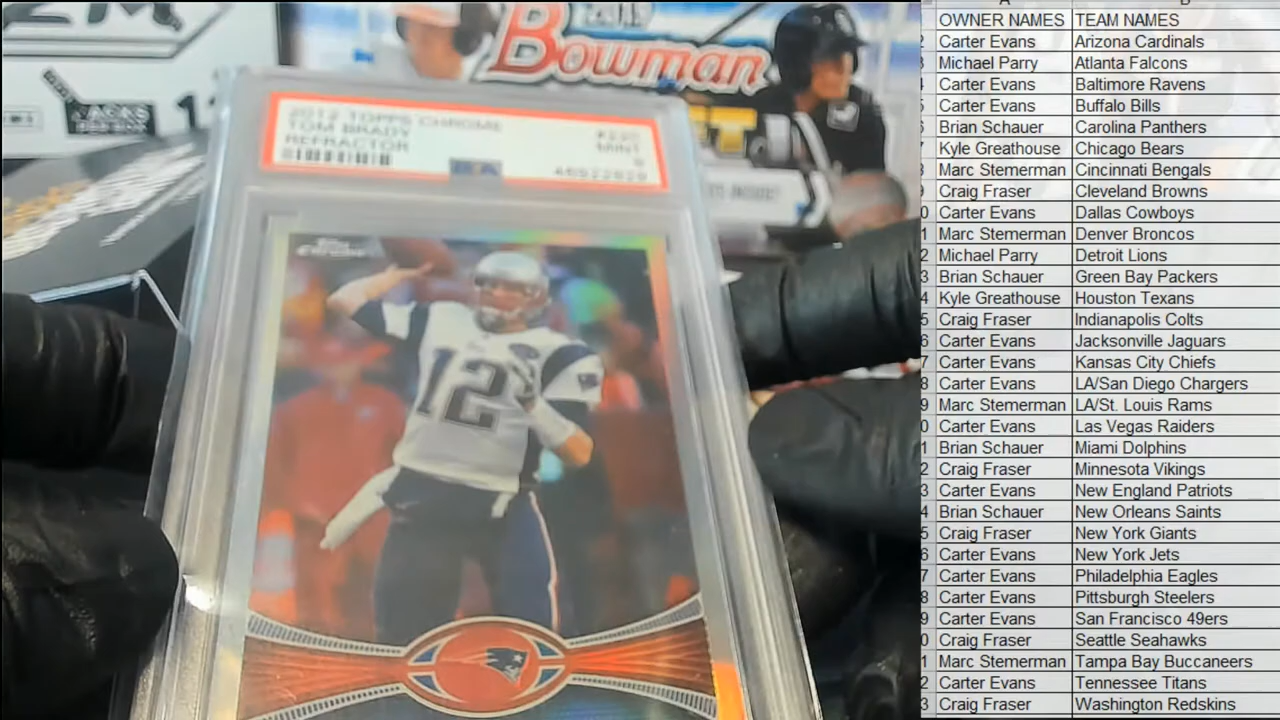 2019
Bowman
JACKS
2012 TOPPS CHROME
TOM BRADY
REFRACTOR
#220
MINT
9
PSA
Topps
CHROME
12
OWNER NAMES TEAM NAMES
Carter Evans Arizona Cardinals
Michael Parry Atlanta Falcons
Carter Evans Baltimore Ravens
Carter Evans Buffalo Bills
Brian Schauer Carolina Panthers
Kyle Greathouse Chicago Bears
Marc Stemerman Cincinnati Bengals
Craig Fraser Cleveland Browns
Carter Evans Dallas Cowboys
Marc Stemerman Denver Broncos
Michael Parry Detroit Lions
Brian Schauer Green Bay Packers
Kyle Greathouse Houston Texans
Craig Fraser Indianapolis Colts
Carter Evans Jacksonville Jaguars
Carter Evans Kansas City Chiefs
Carter Evans LA/San Diego Chargers
Marc Stemerman LA/St. Louis Rams
Carter Evans Las Vegas Raiders
Brian Schauer Miami Dolphins
Craig Fraser Minnesota Vikings
Carter Evans New England Patriots
Brian Schauer New Orleans Saints
Craig Fraser New York Giants
Carter Evans New York Jets
Carter Evans Philadelphia Eagles
Carter Evans Pittsburgh Steelers
Carter Evans San Francisco 49ers
Craig Fraser Seattle Seahawks
Marc Stemerman Tampa Bay Buccaneers
Carter Evans Tennessee Titans
Craig Fraser Washington Redskins